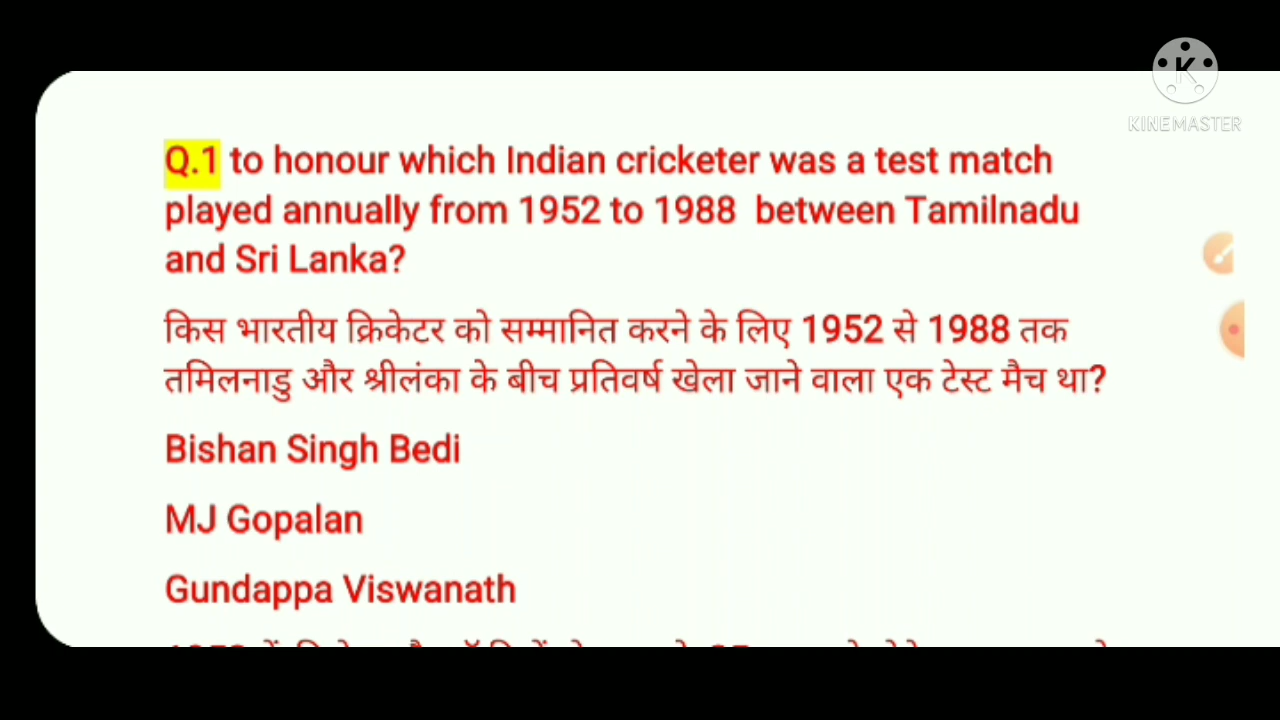 KINEMASTER
Q.1 to honour which Indian cricketer was a test match
played annually from 1952 to 1988 between Tamilnadu
and Sri Lanka?
किस भारतीय क्रिकेटर को सम्मानित करने के लिए 1952 से 1988 तक
तमिलनाडु और श्रीलंका के बीच प्रतिवर्ष खेला जाने वाला एक टेस्ट मैच था?
Bishan Singh Bedi
MJ Gopalan
Gundappa Viswanath